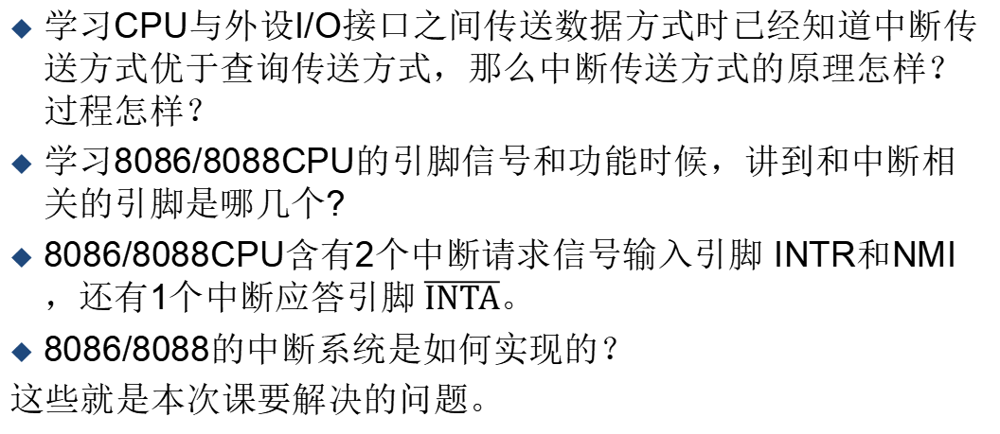 ◆ 学习CPU与外设I/O接口之间传送数据方式时已经知道中断传
送方式优于查询传送方式，那么中断传送方式的原理怎样？
过程怎样？
◆ 学习8086/8088CPU的引脚信号和功能时候，讲到和中断相
关的引脚是哪几个?
◆ 8086/8088CPU含有2个中断请求信号输入引脚 INTR和NMI
，还有1个中断应答引脚 I̅N̅T̅A̅。
◆ 8086/8088的中断系统是如何实现的？
这些就是本次课要解决的问题。